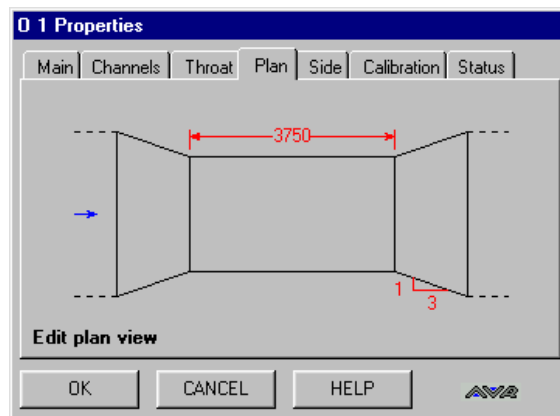 O 1 Properties
Main Channels Throat Plan Side Calibration Status
3750
1
3
Edit plan view
OK CANCEL HELP AVR